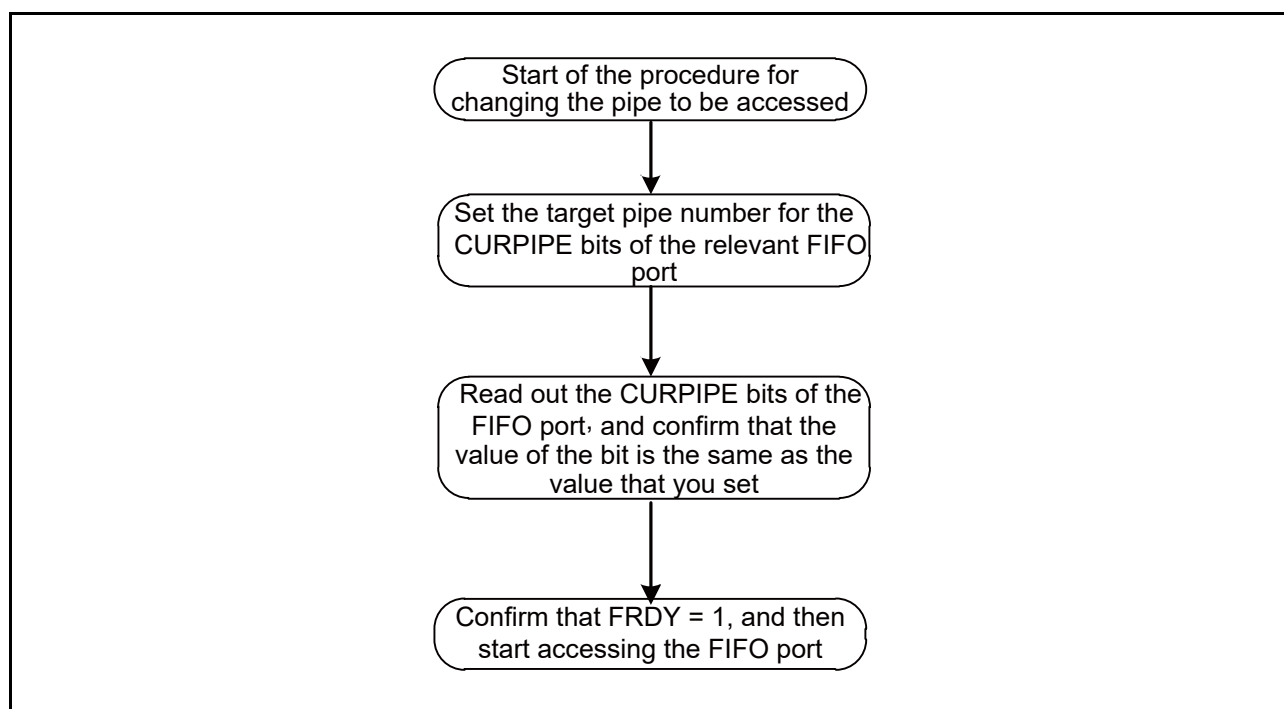 Start of the procedure for
changing the pipe to be accessed
Set the target pipe number for the
CURPIPE bits of the relevant FIFO
port
Read out the CURPIPE bits of the
FIFO port, and confirm that the
value of the bit is the same as the
value that you set
Confirm that FRDY = 1, and then
start accessing the FIFO port